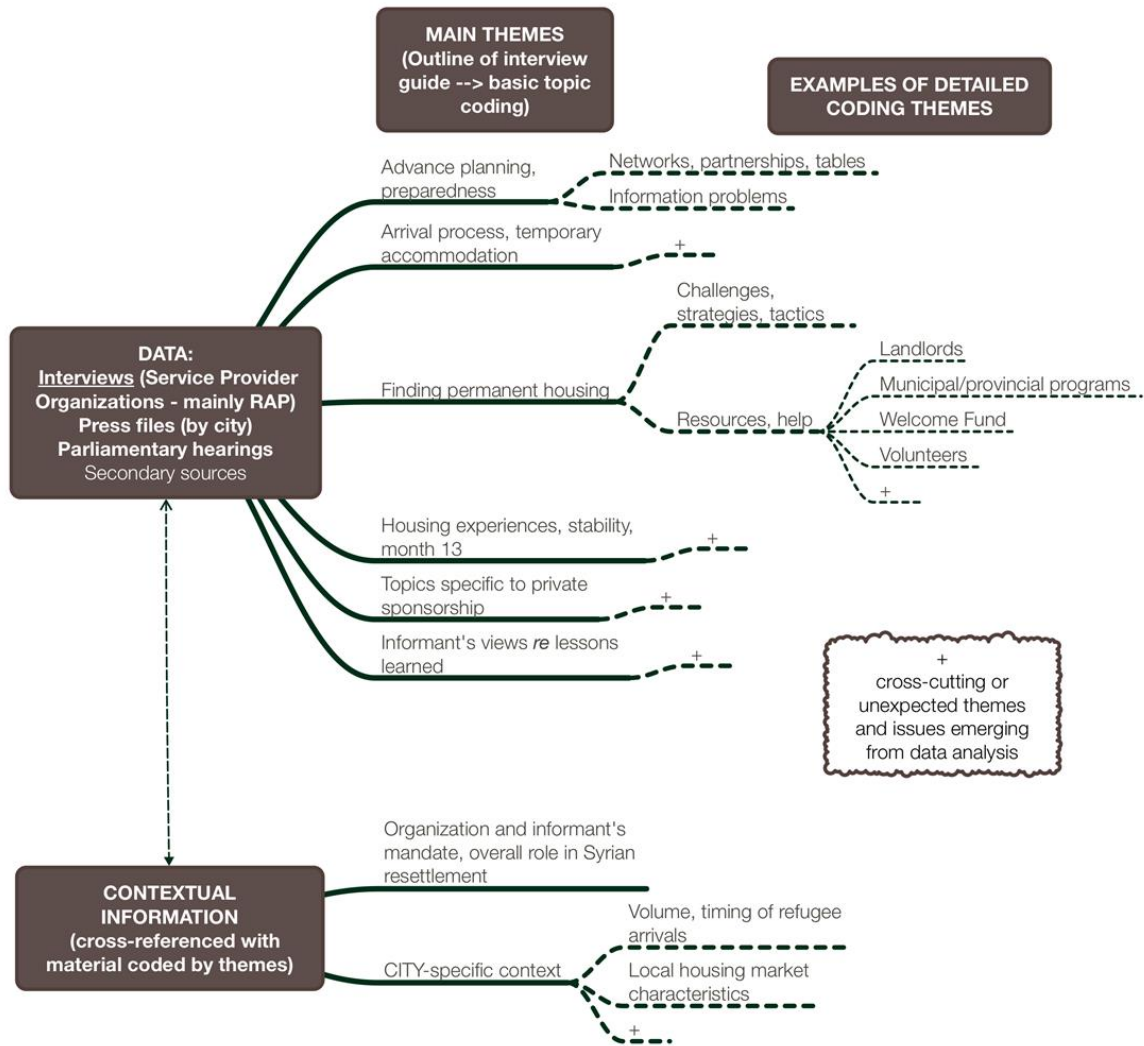 MAIN THEMES
(Outline of interview
guide --> basic topic
coding)
EXAMPLES OF DETAILED
CODING THEMES
Advance planning,
preparedness
Networks, partnerships, tables
Information problems
Arrival process, temporary
accommodation
+
DATA:
Interviews (Service Provider
Organizations - mainly RAP)
Press files (by city)
Parliamentary hearings
Secondary sources
Finding permanent housing
Challenges,
strategies, tactics
Resources, help
Landlords
Municipal/provincial programs
Welcome Fund
Volunteers
+
Housing experiences, stability,
month 13
+
Topics specific to private
sponsorship
+
Informant's views re lessons
learned
+
+
cross-cutting or
unexpected themes
and issues emerging
from data analysis
CONTEXTUAL
INFORMATION
(cross-referenced with
material coded by themes)
Organization and informant's
mandate, overall role in Syrian
resettlement
CITY-specific context
Volume, timing of refugee
arrivals
Local housing market
characteristics
+